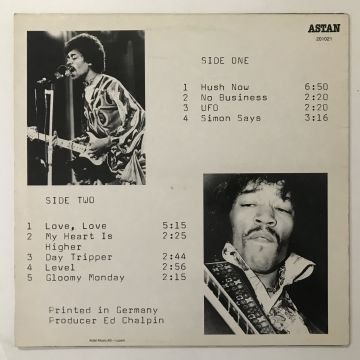 ASTAN
201021
SIDE ONE
1 Hush Now 6:50
2 No Business 2:20
3 UFO 2:20
4 Simon Says 3:16
SIDE TWO
1 Love, Love 5:15
2 My Heart Is
Higher 2:25
3 Day Tripper 2:44
4 Level 2:56
5 Gloomy Monday 2:15
Printed in Germany
Producer Ed Chalpin